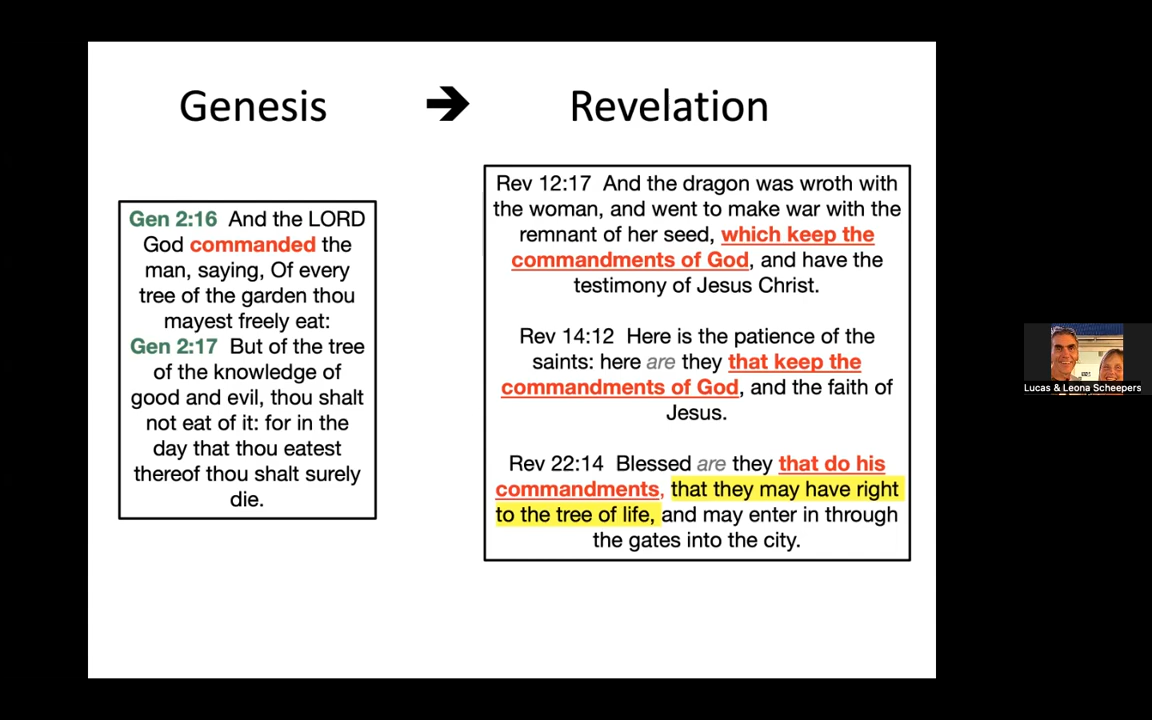 Genesis → Revelation
Gen 2:16 And the LORD
God commanded the
man, saying, Of every
tree of the garden thou
mayest freely eat:
Gen 2:17 But of the tree
of the knowledge of
good and evil, thou shalt
not eat of it: for in the
day that thou eatest
thereof thou shalt surely
die.
Rev 12:17 And the dragon was wroth with
the woman, and went to make war with the
remnant of her seed, which keep the
commandments of God, and have the
testimony of Jesus Christ.
Rev 14:12 Here is the patience of the
saints: here are they that keep the
commandments of God, and the faith of
Jesus.
Rev 22:14 Blessed are they that do his
commandments, that they may have right
to the tree of life, and may enter in through
the gates into the city.
Lucas & Leona Scheepers